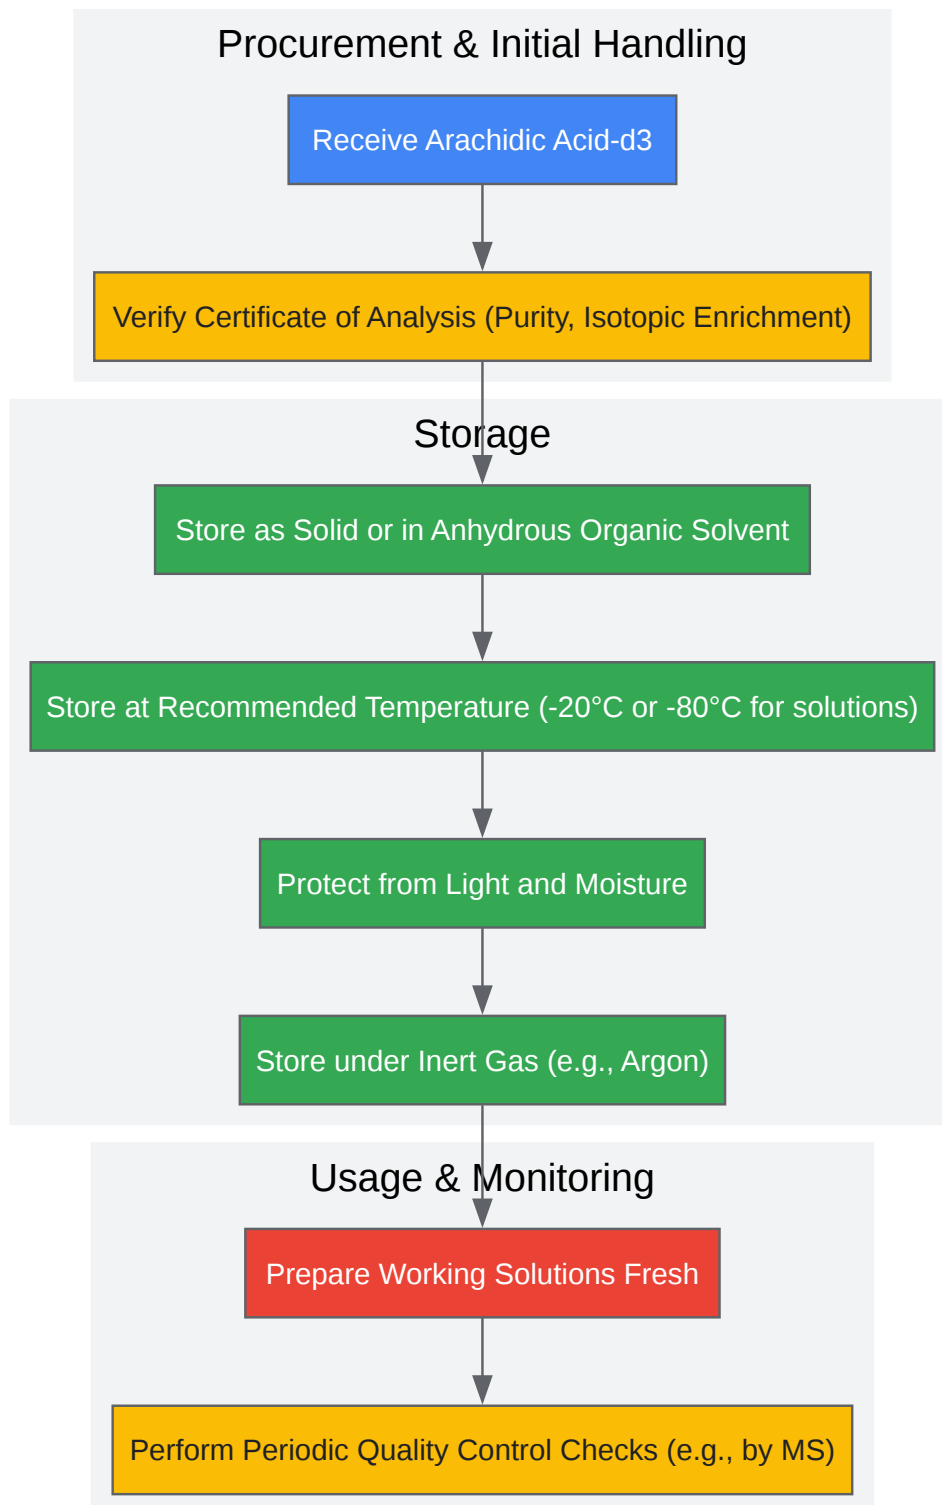 Procurement & Initial Handling
Receive Arachidic Acid-d3
Verify Certificate of Analysis (Purity, Isotopic Enrichment)
Storage
Store as Solid or in Anhydrous Organic Solvent
Store at Recommended Temperature (-20°C or -80°C for solutions)
Protect from Light and Moisture
Store under Inert Gas (e.g., Argon)
Usage & Monitoring
Prepare Working Solutions Fresh
Perform Periodic Quality Control Checks (e.g., by MS)